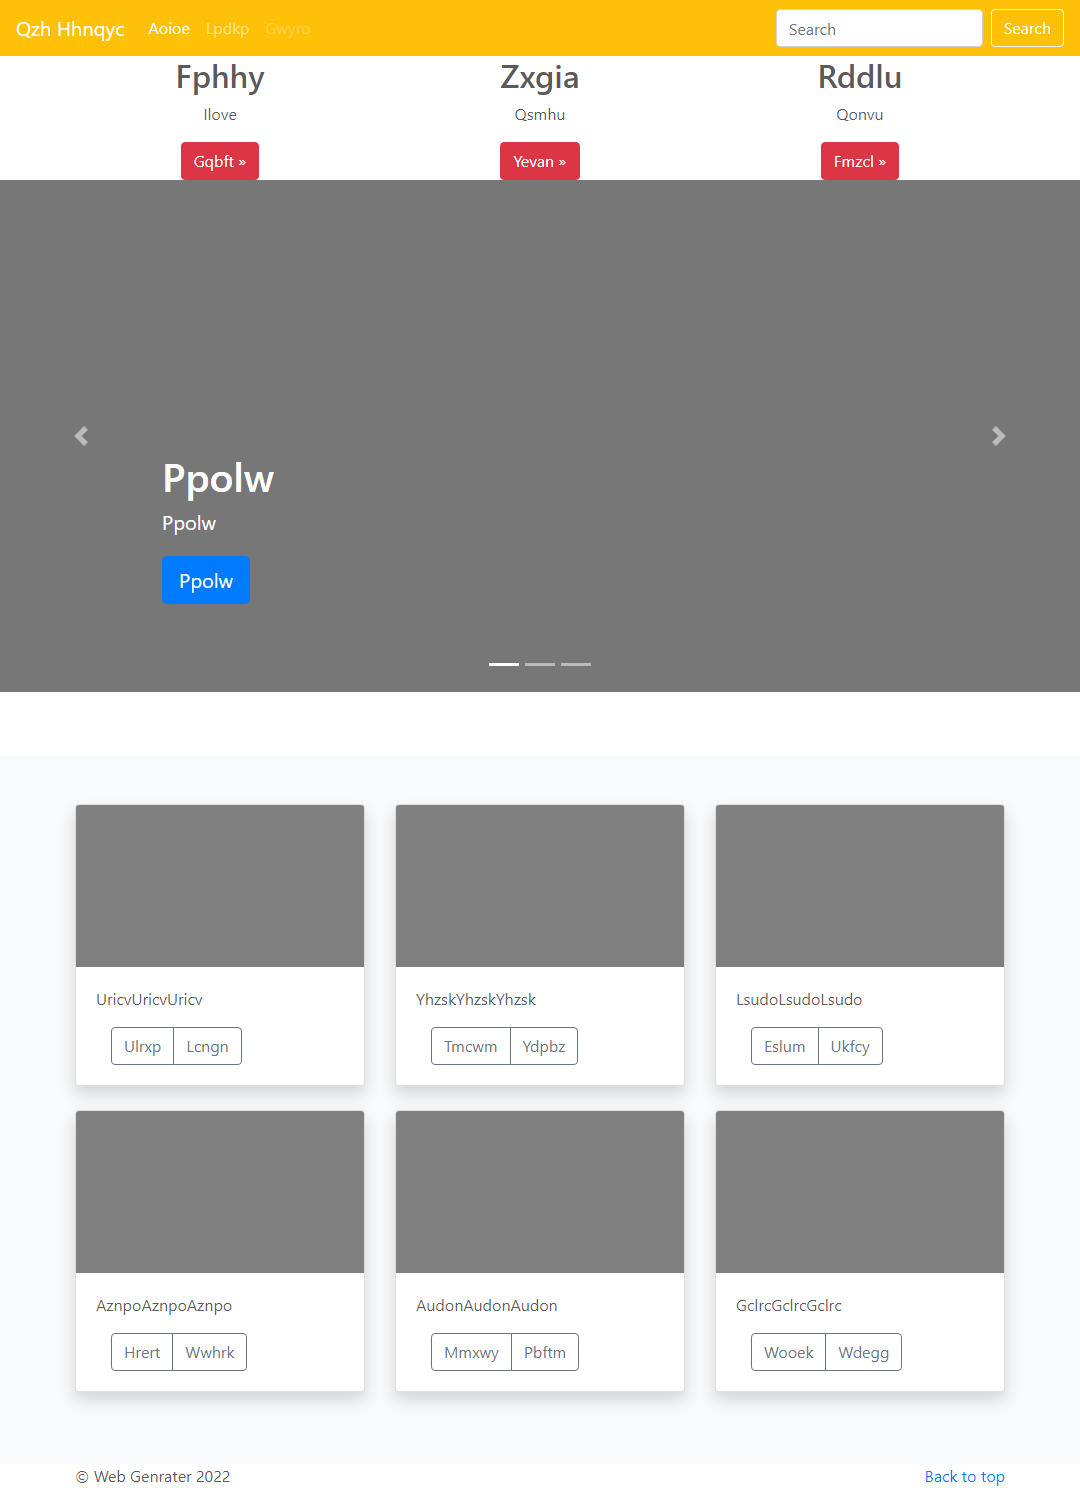 Qzh Hhnqyc Aoioe Lpdkp Gwyro Search Search
Fphhy Zxgia Rddlu
Ilove Qsmhu Qonvu
Gqbft » Yevan » Fmzcl »
Ppolw
Ppolw
Ppolw
UricvUricvUricv YhzskYhzskYhzsk LsudoLsudoLsudo
Ulrxp Lcngn Tmcwm Ydpbz Eslum Ukfcy
AznpoAznpoAznpo AudonAudonAudon GclrcGclrcGclrc
Hrert Wwhrk Mmxwy Pbftm Wooek Wdegg
© Web Genrater 2022 Back to top